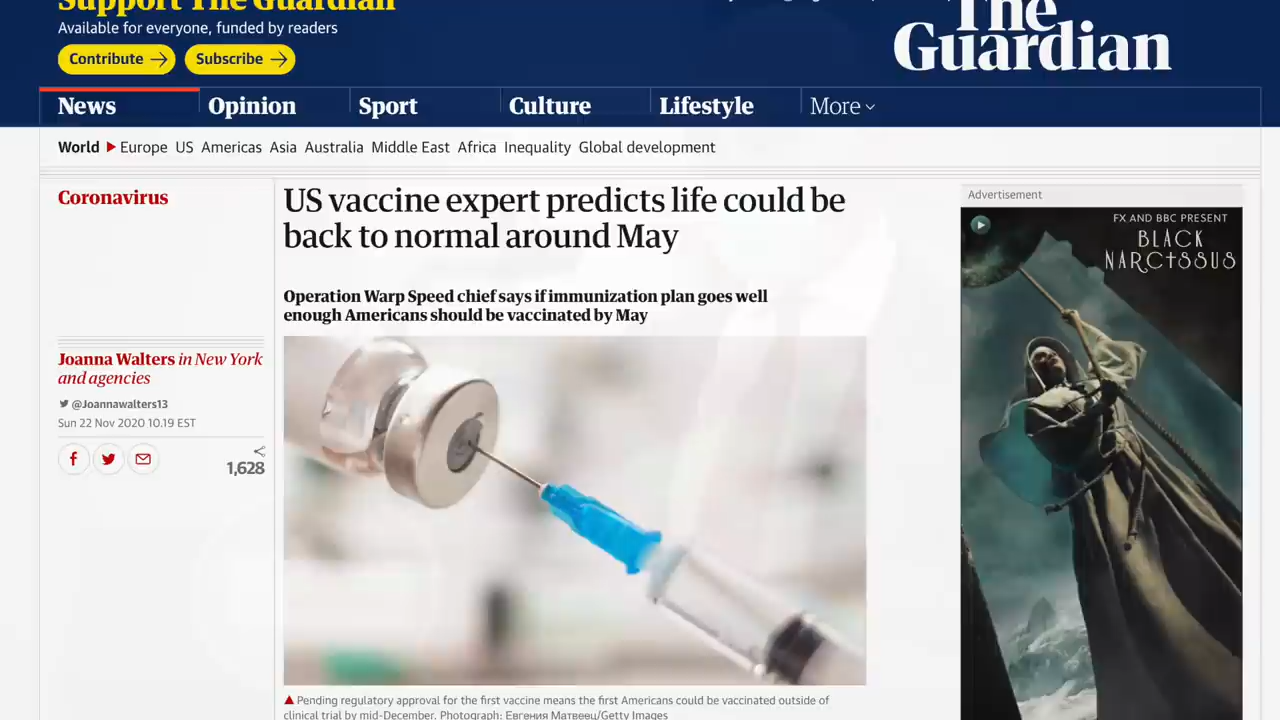 Support The Guardian
Available for everyone, funded by readers
Contribute →
Subscribe →
The
Guardian
News
Opinion
Sport
Culture
Lifestyle
More
World
Europe US Americas Asia Australia Middle East Africa Inequality Global development
Coronavirus
US vaccine expert predicts life could be
back to normal around May
Operation Warp Speed chief says if immunization plan goes well
enough Americans should be vaccinated by May
Joanna Walters in New York
and agencies
@Joannawalters13
Sun 22 Nov 2020 10.19 EST
1,628
Pending regulatory approval for the first vaccine means the first Americans could be vaccinated outside of
clinical trial by mid-December. Photograph: Евгения Матвеец/Getty Images
Advertisement
FX AND BBC PRESENT
BLACK
NARCISSUS